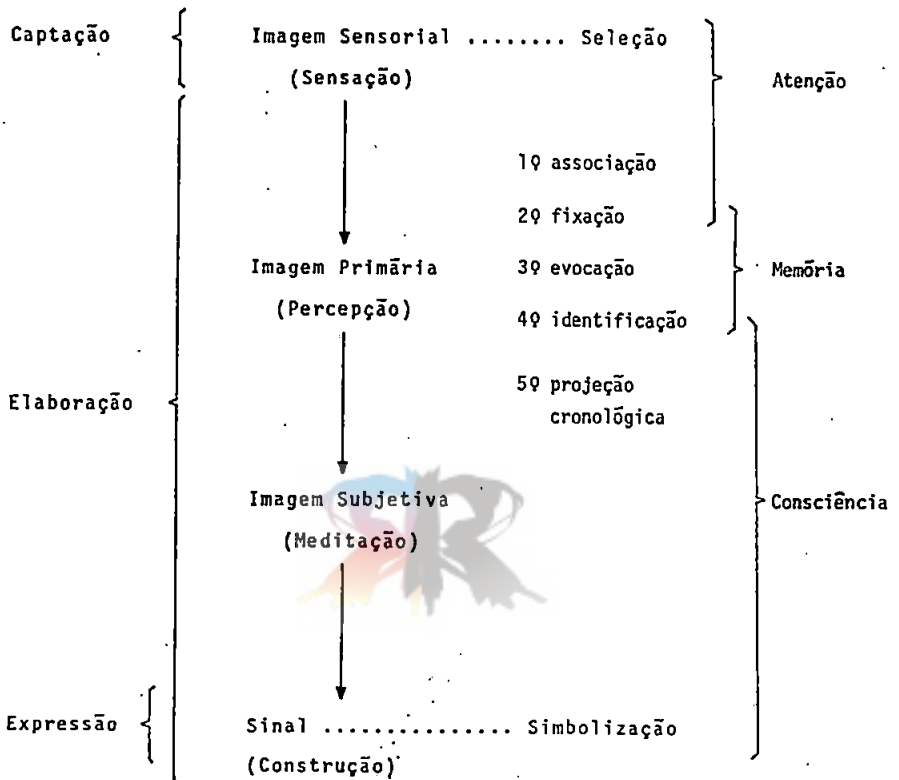 Captação Imagem Sensorial ........ Seleção
(Sensação) Atenção
1º associação
2º fixação
Imagem Primária 3º evocação Memória
(Percepção)
4º identificação
5º projeção
Elaboração cronológica
Imagem Subjetiva Consciência
(Meditação)
Expressão Sinal ............... Simbolização
(Construção)